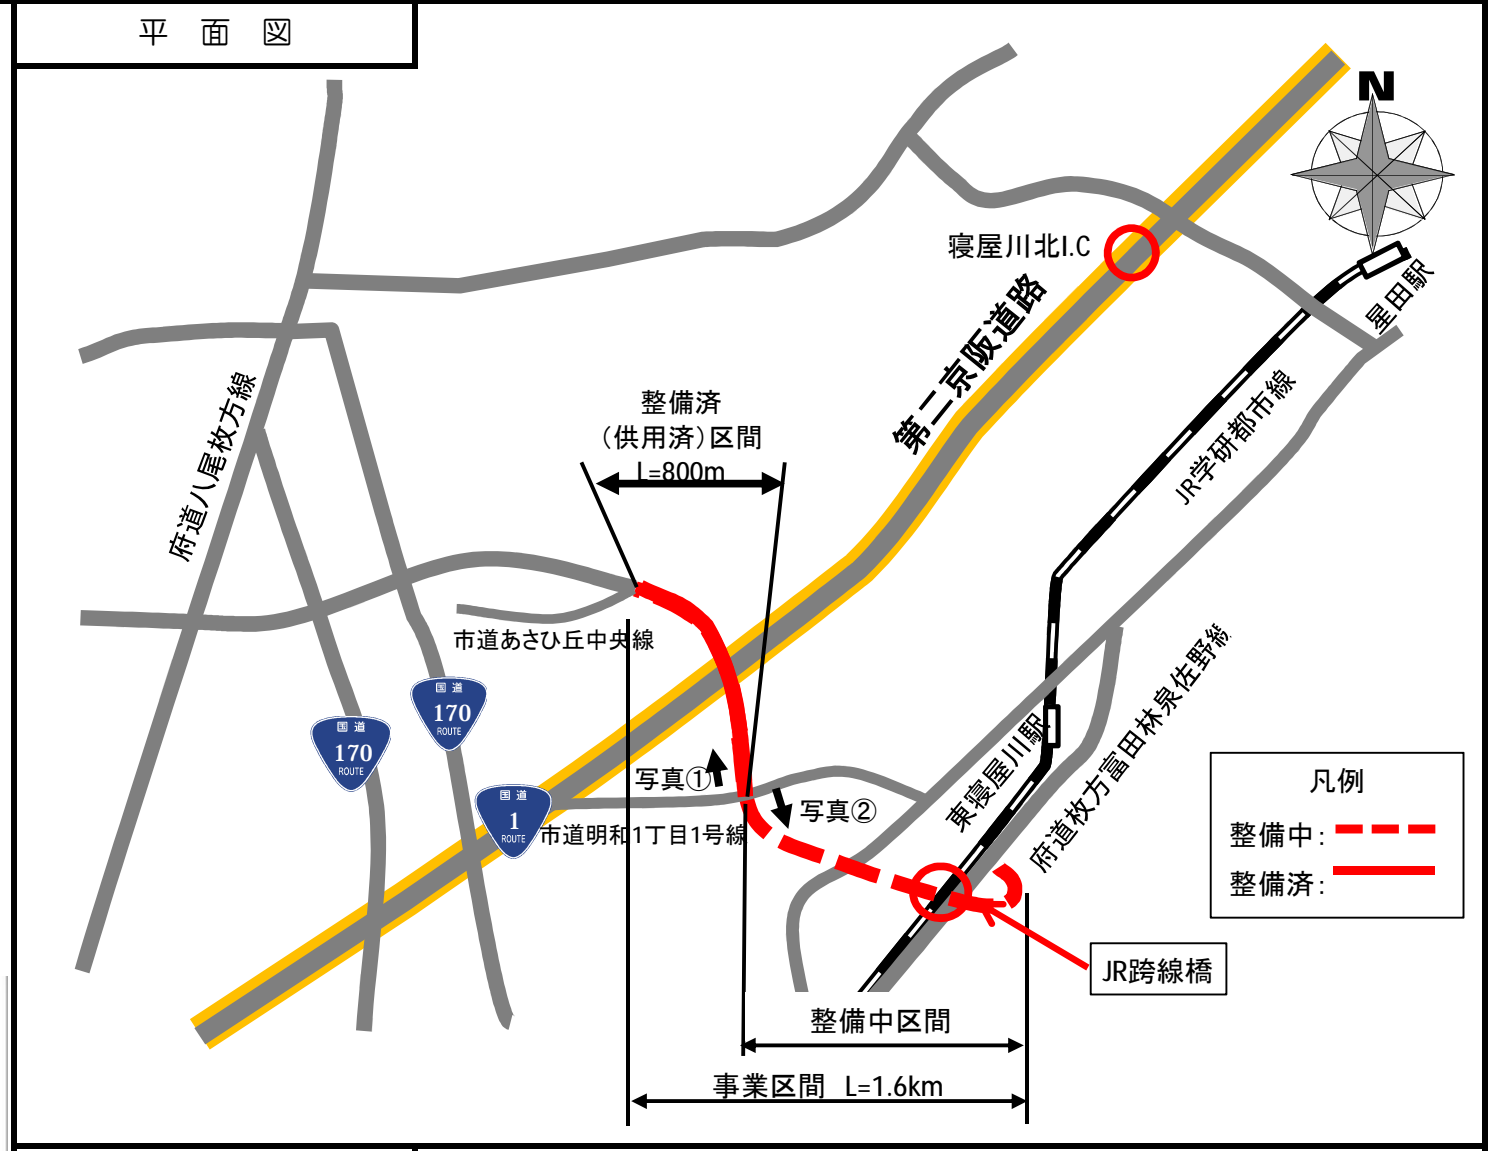 平 面 図
N
寝屋川北I.C
星田駅
第二京阪道路
府道八尾枚方線
整備済
（供用済）区間
L=800m
JR学研都市線
市道あさひ丘中央線
国道
170
ROUTE
国道
170
ROUTE
国道
1
ROUTE
写真①
写真②
市道明和1丁目1号線
東寝屋川駅
府道枚方富田林泉佐野線
凡例
整備中：
整備済：
JR跨線橋
整備中区間
事業区間 L=1.6km